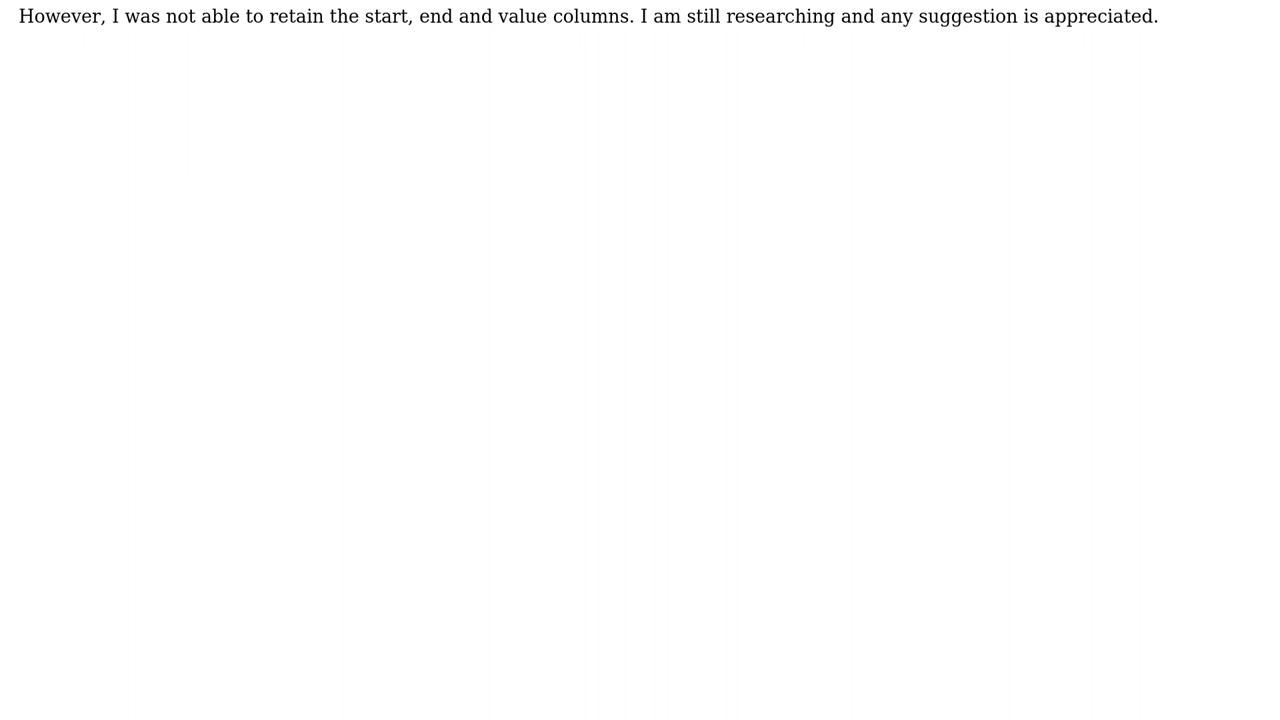 However, I was not able to retain the start, end and value columns. I am still researching and any suggestion is appreciated.